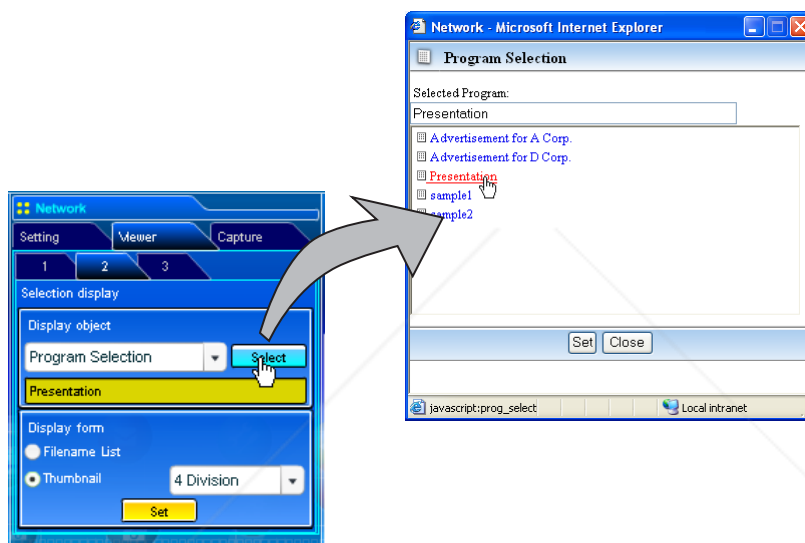 Network - Microsoft Internet Explorer
Program Selection
Selected Program:
Presentation
Advertisement for A Corp.
Advertisement for D Corp.
Presentation
sample1
sample2
Set Close
javascript:prog_select Local intranet
Network
Setting Viewer Capture
1 2 3
Selection display
Display object
Program Selection Select
Presentation
Display form
Filename List
Thumbnail 4 Division
Set